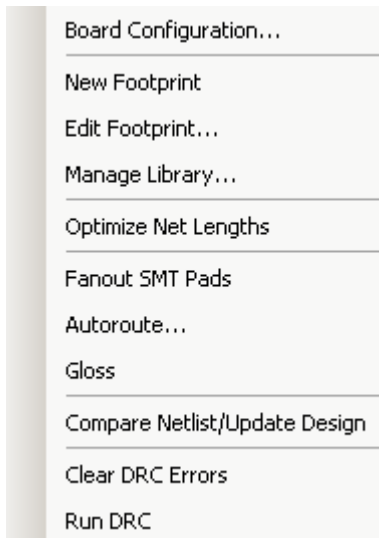 Board Configuration...
New Footprint
Edit Footprint...
Manage Library...
Optimize Net Lengths
Fanout SMT Pads
Autoroute...
Gloss
Compare Netlist/Update Design
Clear DRC Errors
Run DRC